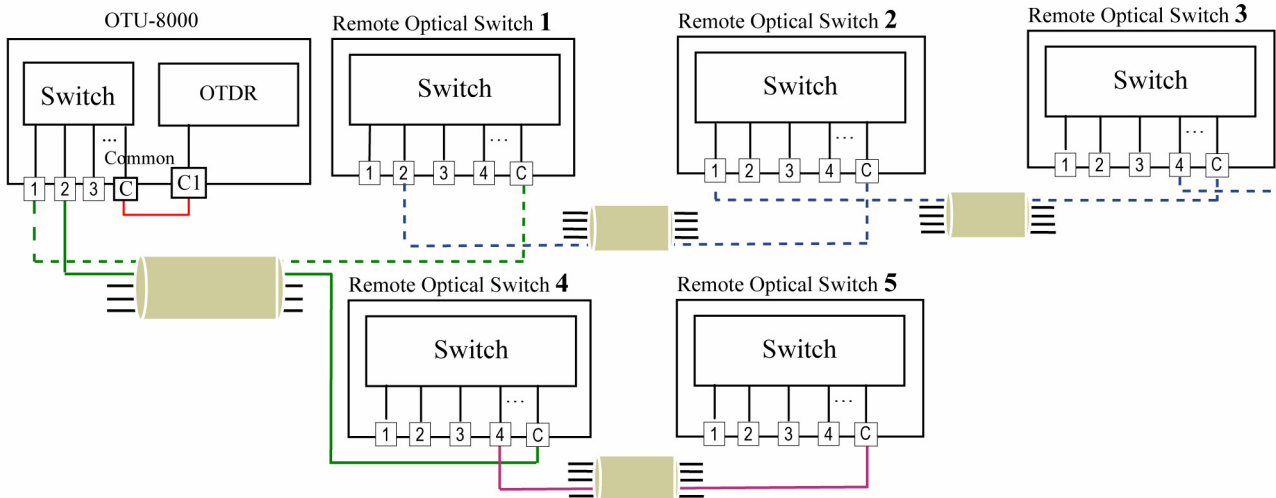 OTU-8000
Remote Optical Switch 1
Remote Optical Switch 2
Remote Optical Switch 3
Switch
OTDR
Switch
Switch
Switch
...
Common
...
...
...
1 2 3 C C1
1 2 3 4 C
1 2 3 4 C
1 2 3 4 C
Remote Optical Switch 4
Remote Optical Switch 5
Switch
Switch
...
...
1 2 3 4 C
1 2 3 4 C